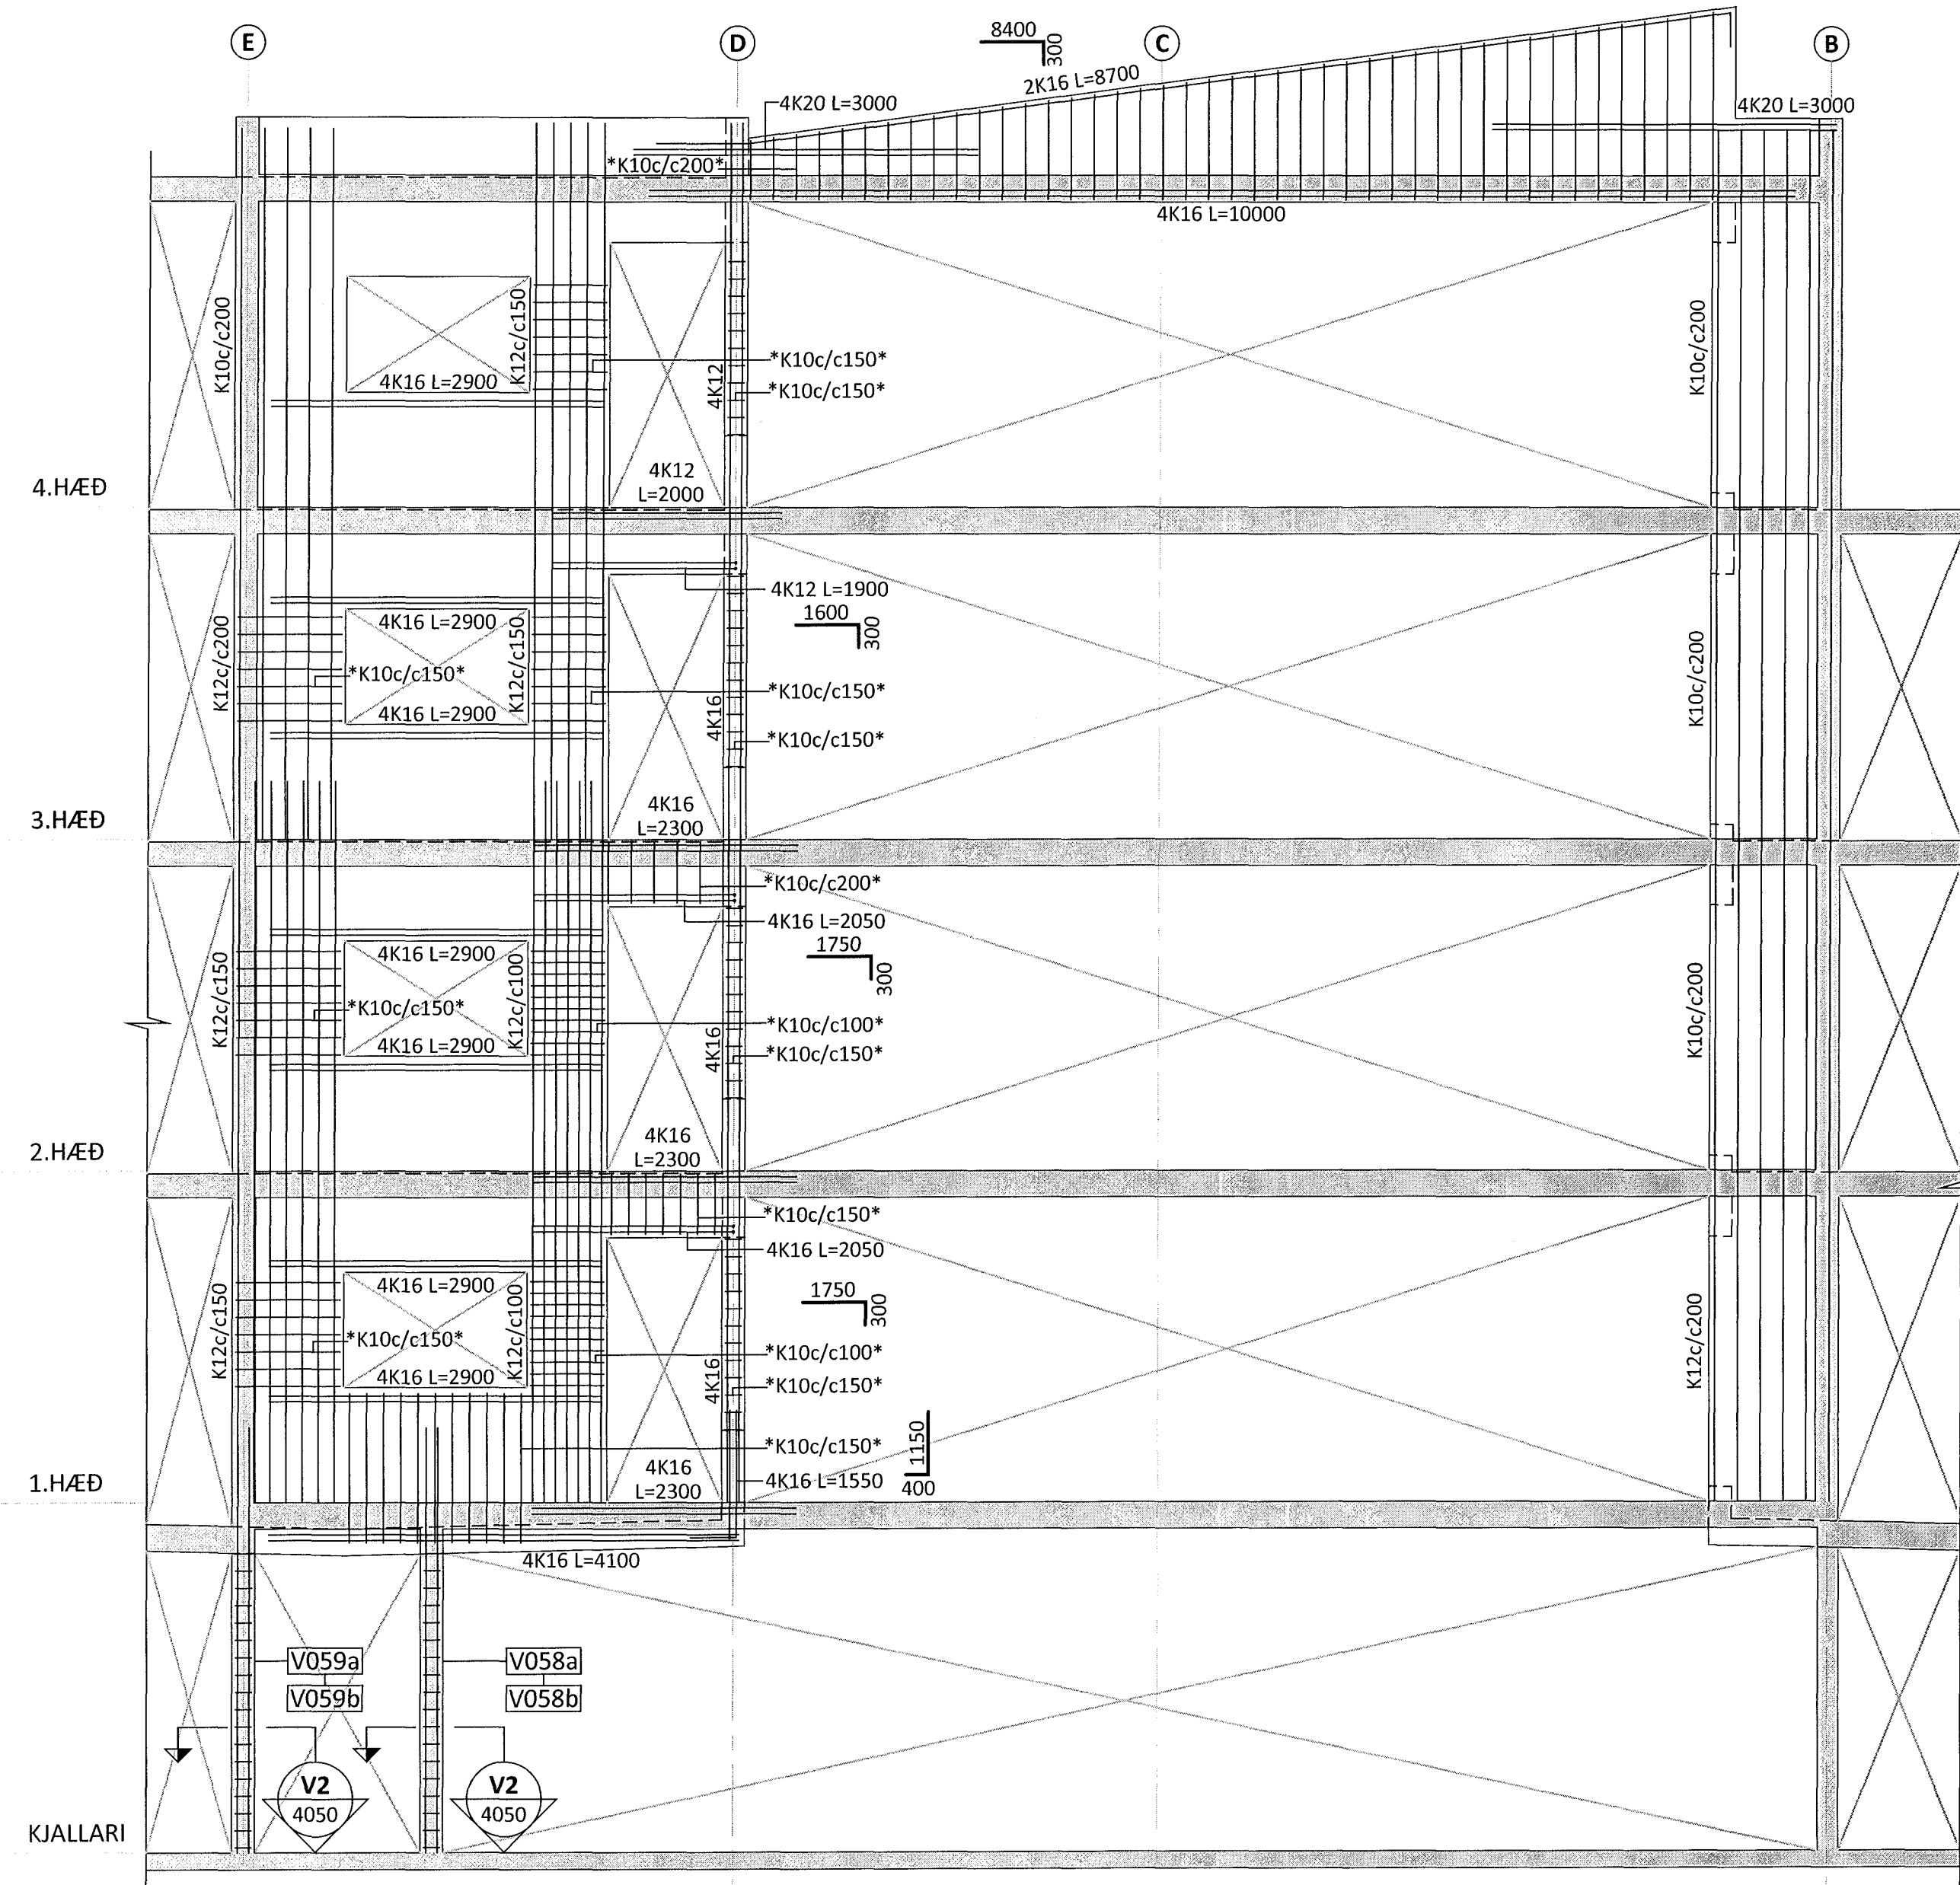 E
D
C
B
8400
300
2K16 L=8700
4K20 L=3000
4K20 L=3000
*K10c/c200*
4K16 L=10000
K10c/c200
K12c/c150
4K16 L=2900
*K10c/c150*
4K12
*K10c/c150*
K10c/c200
4K12
L=2000
4.HÆÐ
4K12 L=1900
1600
300
K12c/c200
4K16 L=2900
K12c/c150
*K10c/c150*
4K16 L=2900
*K10c/c150*
4K16
*K10c/c150*
K10c/c200
4K16
L=2300
3.HÆÐ
*K10c/c200*
4K16 L=2050
1750
300
K12c/c150
4K16 L=2900
K12c/c100
*K10c/c150*
4K16 L=2900
*K10c/c100*
4K16
*K10c/c150*
K10c/c200
4K16
L=2300
2.HÆÐ
*K10c/c150*
4K16 L=2050
1750
300
K12c/c150
4K16 L=2900
K12c/c100
*K10c/c150*
4K16 L=2900
*K10c/c100*
4K16
*K10c/c150*
K12c/c200
*K10c/c150*
1150
400
4K16
L=2300
4K16 L=1550
1.HÆÐ
4K16 L=4100
V059a
V058a
V059b
V058b
V2
4050
V2
4050
KJALLARI